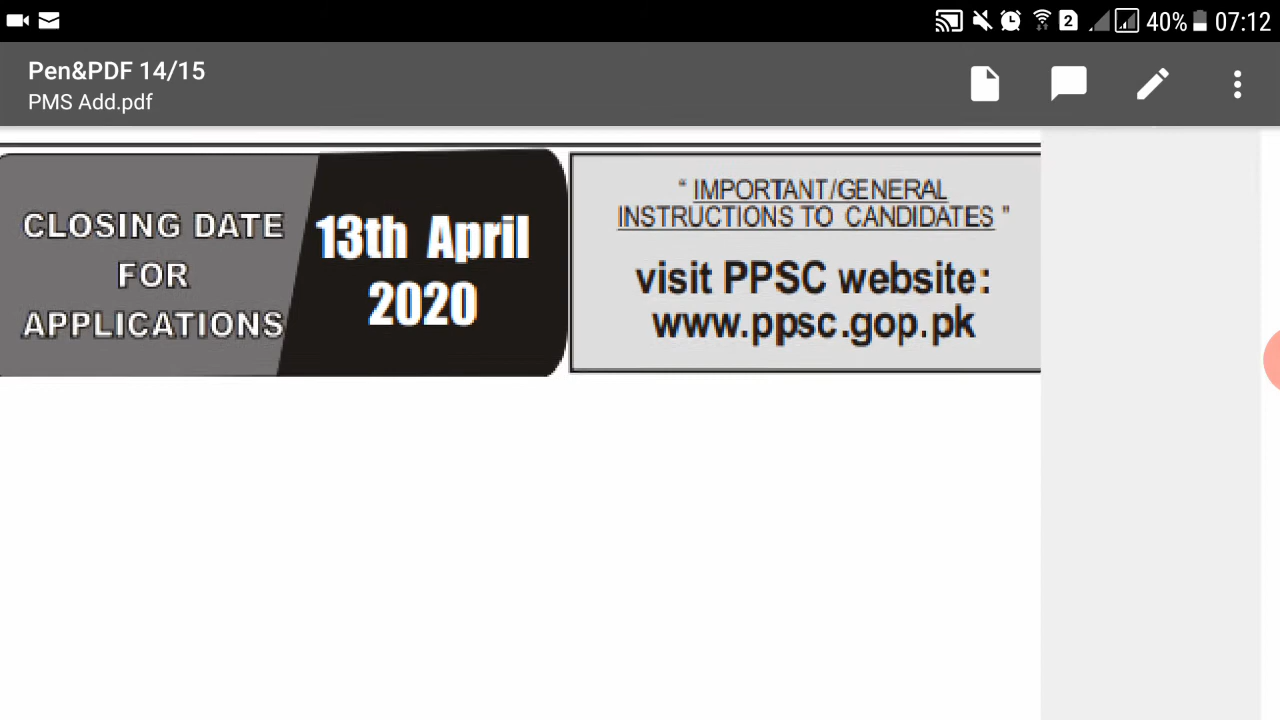 2 40% 07:12
Pen&PDF 14/15
PMS Add.pdf
CLOSING DATE
FOR
APPLICATIONS
13th April
2020
“ IMPORTANT/GENERAL
INSTRUCTIONS TO CANDIDATES ”
visit PPSC website:
www.ppsc.gop.pk